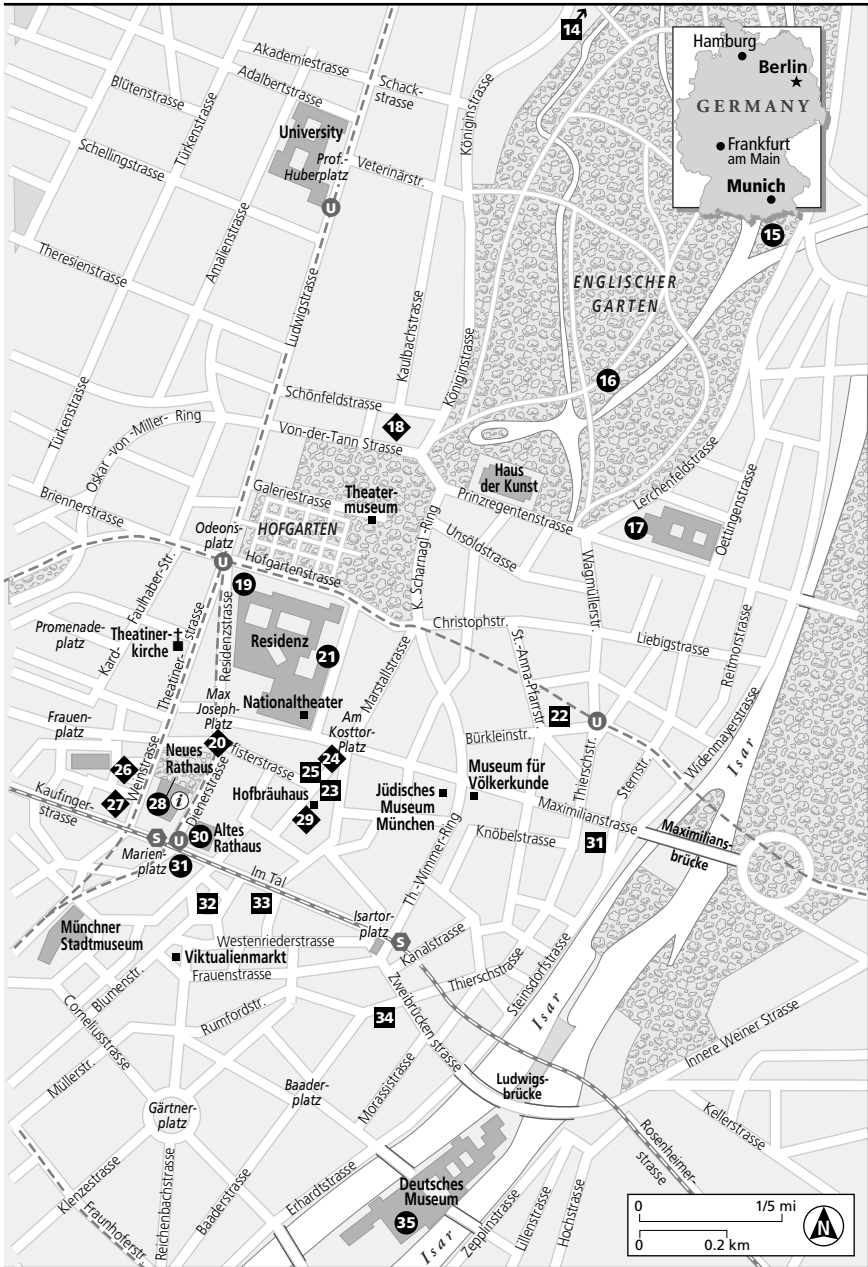 14
Hamburg
Berlin
GERMANY
Frankfurt
am Main
Munich
15
Akademiestrasse
Schack-
strasse
Adalbertstrasse
Blütenstrasse
Türkenstrasse
University
Prof.-
Huberplatz
Königinstrasse
Schellingstrasse
Veterinärstr.
U
Amalienstrasse
Theresienstrasse
Ludwigstrasse
Kaulbachstrasse
ENGLISCHER
GARTEN
16
Königinstrasse
Türkenstrasse
Schönfeldstrasse
18
Oskar -von -Miller- Ring
Von-der-Tann Strasse
Haus
der Kunst
Lerchenfeldstrasse
Galeriestrasse
Theater-
museum
Prinzregentenstrasse
17
Oettingenstrasse
Briennerstrasse
Odeons-
platz
HOFGARTEN
K. Scharnagl -Ring
Unsöldstrasse
U
Hofgartenstrasse
Wagmüllerstr.
19
Kard- Faulhaber-Str.
Promenade-
platz
Theatiner-
kirche
Theatiner- strasse
Residenzstrasse
Residenz
21
Christophstr.
St.-Anna-Pfarrstr.
Liebigstrasse
Reitmorstrasse
Marstallstrasse
Max
Joseph-
Platz
Nationaltheater
Am
Kosttor-
Platz
22
U
Bürkleinstr.
Widenmayerstrasse
Isar
Frauen-
platz
Neues
Rathaus
20
Pfisterstrasse
24
25
26
Weinstrasse
Thierschstr.
Sternstr.
Museum für
Völkerkunde
Jüdisches
Museum
München
Kaufinger-
strasse
27
28
i
Dienerstrasse
Hofbräuhaus
23
29
Maximilianstrasse
Maximilians-
brücke
Knöbelstrasse
31
S
U
30
Altes
Rathaus
Marien-
platz
31
Im Tal
Th.-Wimmer-Ring
32
33
Isartor-
platz
S
Münchner
Stadtmuseum
Westenriederstrasse
Kanalstrasse
Viktualienmarkt
Frauenstrasse
Thierschstrasse
Steinsdorfstrasse
Isar
Blumenstr.
Rumfordstr.
Zweibrücken strasse
34
Corneliusstrasse
Innere Weiner Strasse
Müllerstr.
Baader-
platz
Morassistrasse
Ludwigs-
brücke
Gärtner-
platz
Kellerstrasse
Rosenheimer-
strasse
Klenzestrasse
Reichenbachstrasse
Baaderstrasse
Erhardtstrasse
Deutsches
Museum
35
Fraunhoferstr.
Isar
Zepplinstrasse
Lilienstrasse
Hochstrasse
0 1/5 mi
0 0.2 km
N